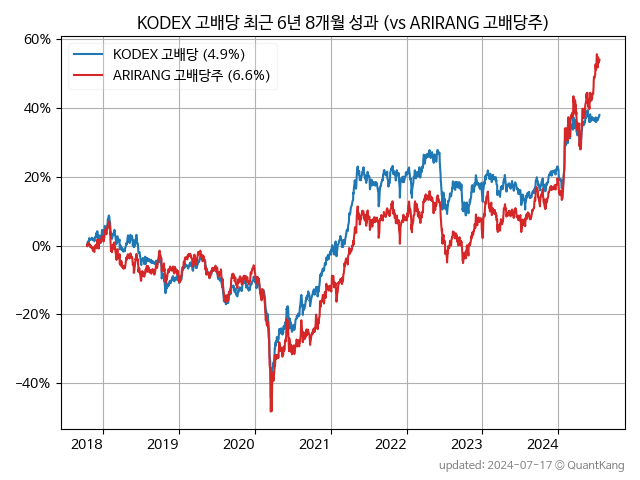 KODEX 고배당 최근 6년 8개월 성과 (vs ARIRANG 고배당주)
60%
KODEX 고배당 (4.9%)
ARIRANG 고배당주 (6.6%)
40%
20%
0%
−20%
−40%
2018 2019 2020 2021 2022 2023 2024
updated: 2024-07-17 © QuantKang